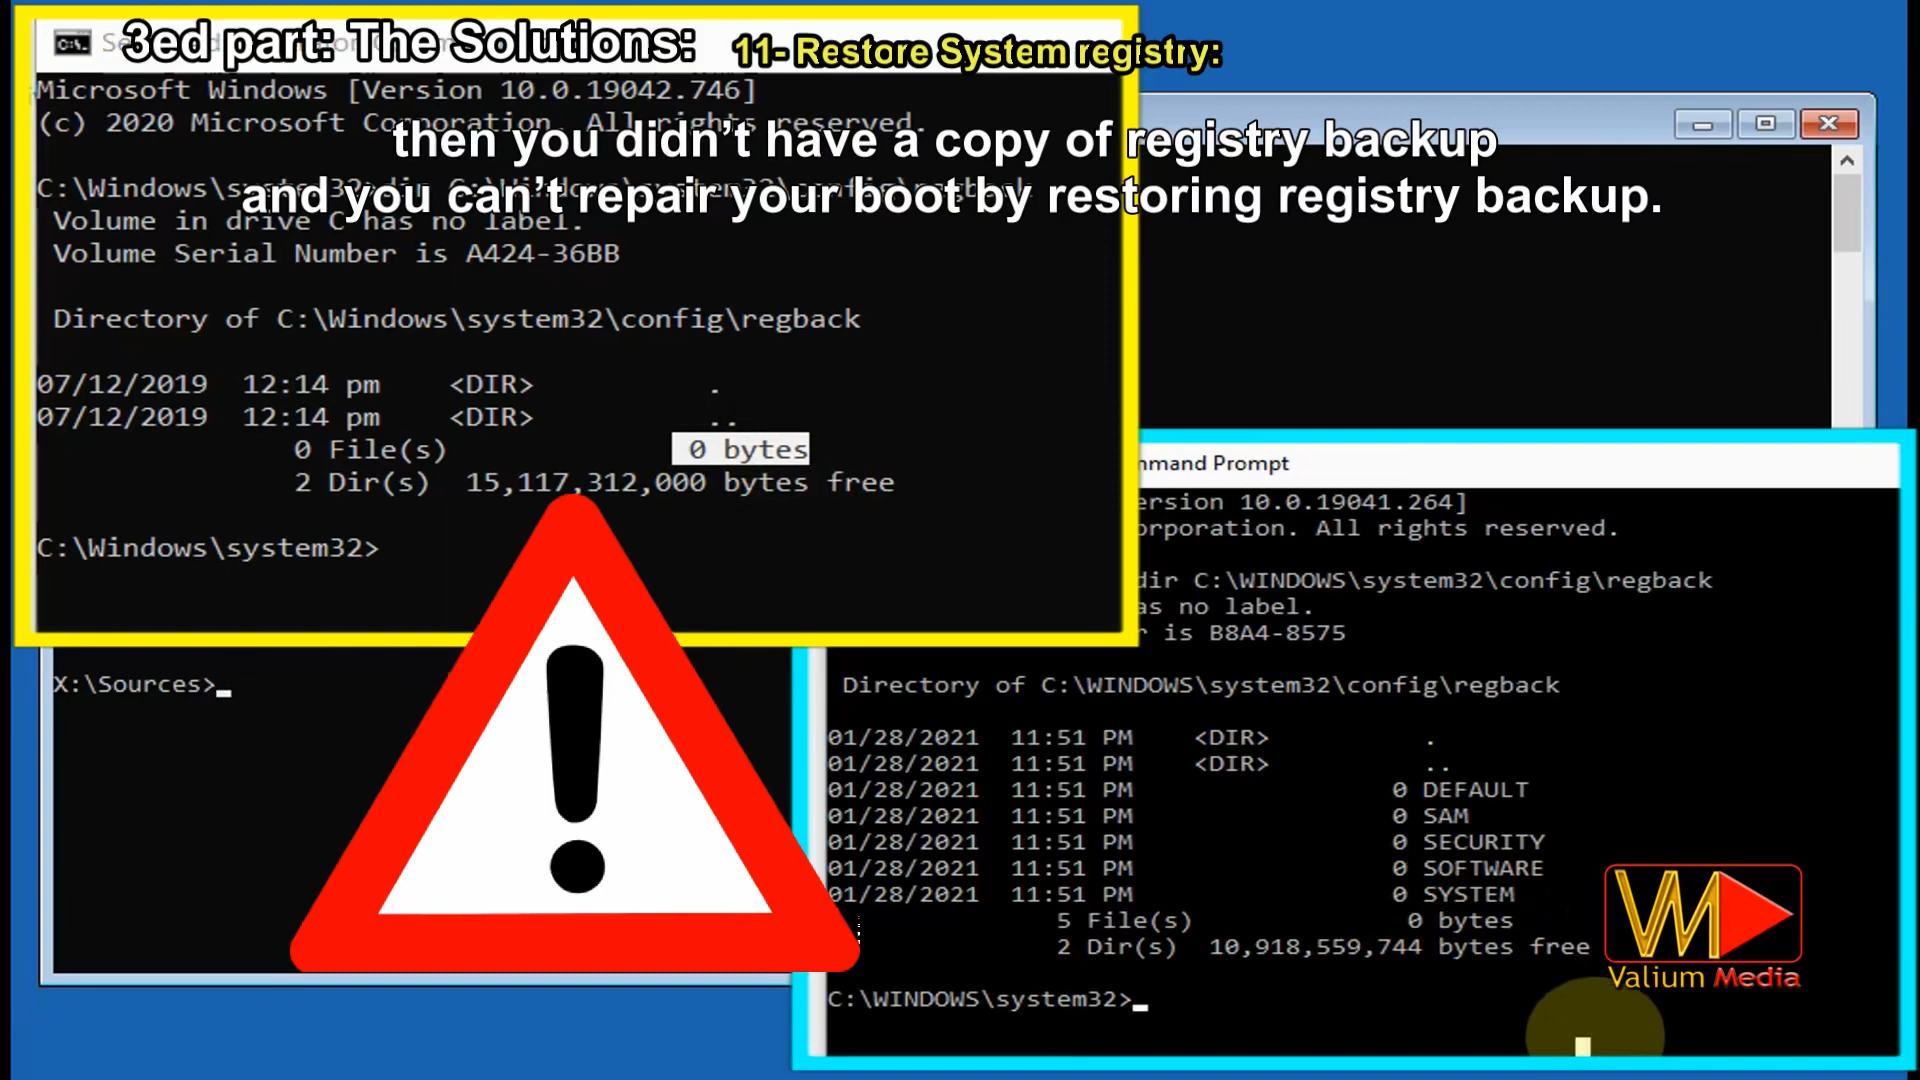 3ed part: The Solutions:
11- Restore System registry:
Microsoft Windows [Version 10.0.19042.746]
(c) 2020 Microsoft Corporation. All rights reserved.
then you didn't have a copy of registry backup
C:\Windows\system32>dir C:\Windows\system32\config\regback
and you can't repair your boot by restoring registry backup.
Volume in drive C has no label.
Volume Serial Number is A424-36BB
Directory of C:\Windows\system32\config\regback
07/12/2019 12:14 pm <DIR> .
07/12/2019 12:14 pm <DIR> ..
0 File(s) 0 bytes
2 Dir(s) 15,117,312,000 bytes free
C:\Windows\system32>
X:\Sources>
mmand Prompt
ersion 10.0.19041.264]
orporation. All rights reserved.
dir C:\WINDOWS\system32\config\regback
as no label.
r is B8A4-8575
Directory of C:\WINDOWS\system32\config\regback
01/28/2021 11:51 PM <DIR> .
01/28/2021 11:51 PM <DIR> ..
01/28/2021 11:51 PM 0 DEFAULT
01/28/2021 11:51 PM 0 SAM
01/28/2021 11:51 PM 0 SECURITY
01/28/2021 11:51 PM 0 SOFTWARE
01/28/2021 11:51 PM 0 SYSTEM
5 File(s) 0 bytes
2 Dir(s) 10,918,559,744 bytes free
C:\WINDOWS\system32>
VM
Valium Media